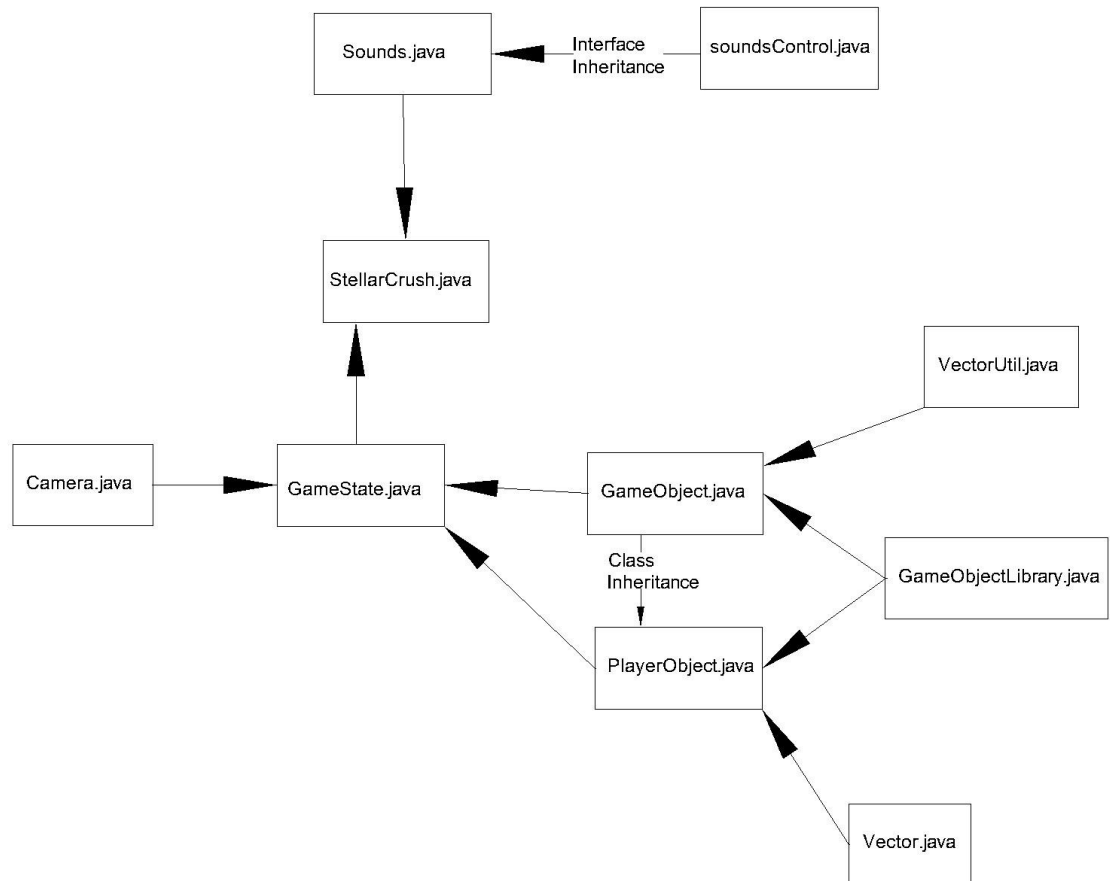 Sounds.java
Interface
Inheritance
soundsControl.java
StellarCrush.java
VectorUtil.java
Camera.java
GameState.java
GameObject.java
Class
Inheritance
GameObjectLibrary.java
PlayerObject.java
Vector.java